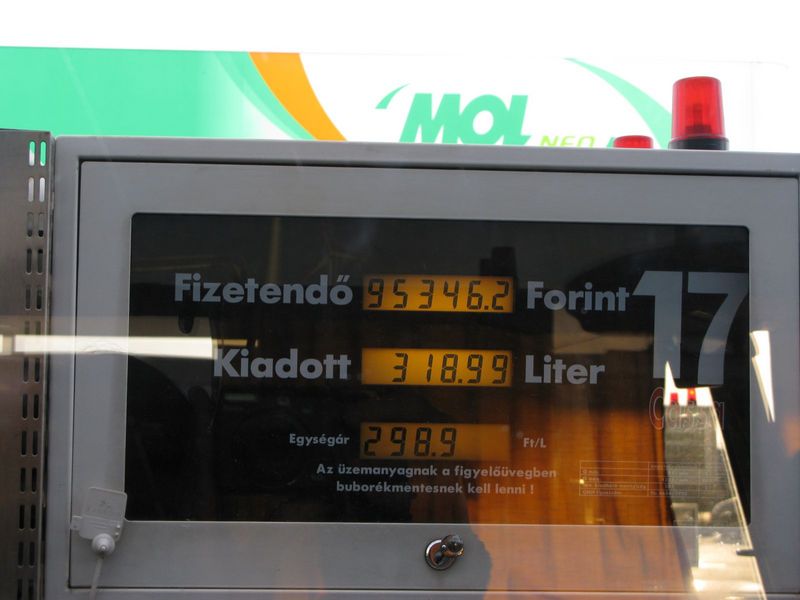 MOL
NEO
Fizetendő 95346.2 Forint
17
Kiadott 318.99 Liter
Egységár 298.9 Ft/L
Az üzemanyagnak a figyelőüvegben
buborékmentesnek kell lenni !